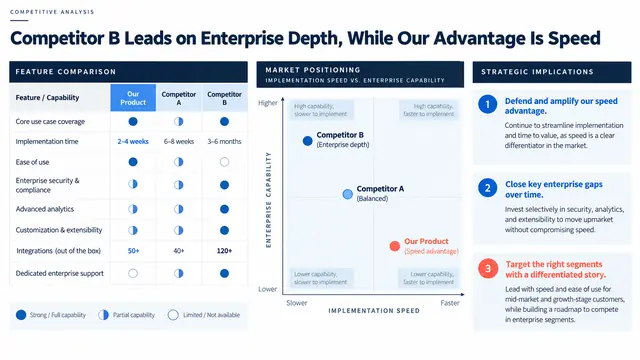 COMPETITIVE ANALYSIS
Competitor B Leads on Enterprise Depth, While Our Advantage Is Speed
FEATURE COMPARISON
Feature / Capability
Our
Product
Competitor
A
Competitor
B
Core use case coverage
Implementation time
2–4 weeks
6–8 weeks
3–6 months
Ease of use
Enterprise security &
compliance
Advanced analytics
Customization & extensibility
Integrations (out of the box)
50+
40+
120+
Dedicated enterprise support
Strong / Full capability
Partial capability
Limited / Not available
MARKET POSITIONING
IMPLEMENTATION SPEED VS. ENTERPRISE CAPABILITY
Higher
ENTERPRISE CAPABILITY
Lower
High capability,
slower to implement
High capability,
faster to implement
Competitor B
(Enterprise depth)
Competitor A
(Balanced)
Our Product
(Speed advantage)
Lower capability,
slower to implement
Lower capability,
faster to implement
Slower
Faster
IMPLEMENTATION SPEED
STRATEGIC IMPLICATIONS
1
Defend and amplify our speed
advantage.
Continue to streamline implementation
and time to value, as speed is a clear
differentiator in the market.
2
Close key enterprise gaps
over time.
Invest selectively in security, analytics,
and extensibility to move upmarket
without compromising speed.
3
Target the right segments
with a differentiated story.
Lead with speed and ease of use for
mid-market and growth-stage customers,
while building a roadmap to compete
in enterprise segments.